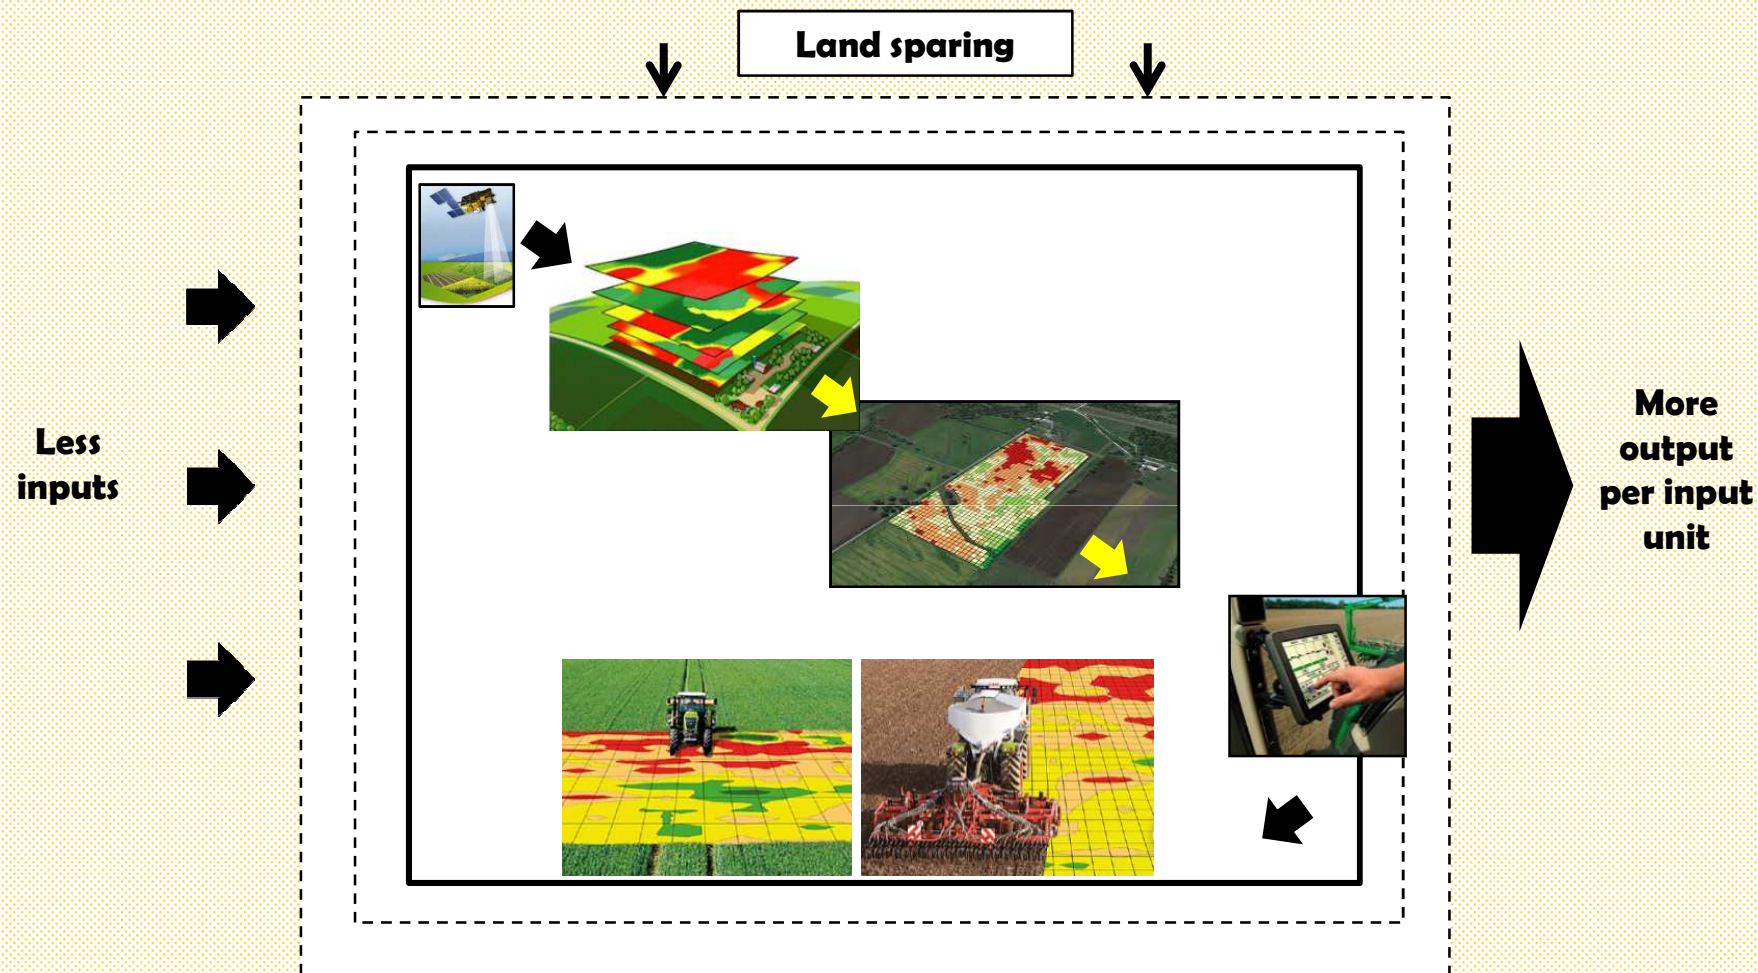 Land sparing
Less
inputs
More
output
per input
unit